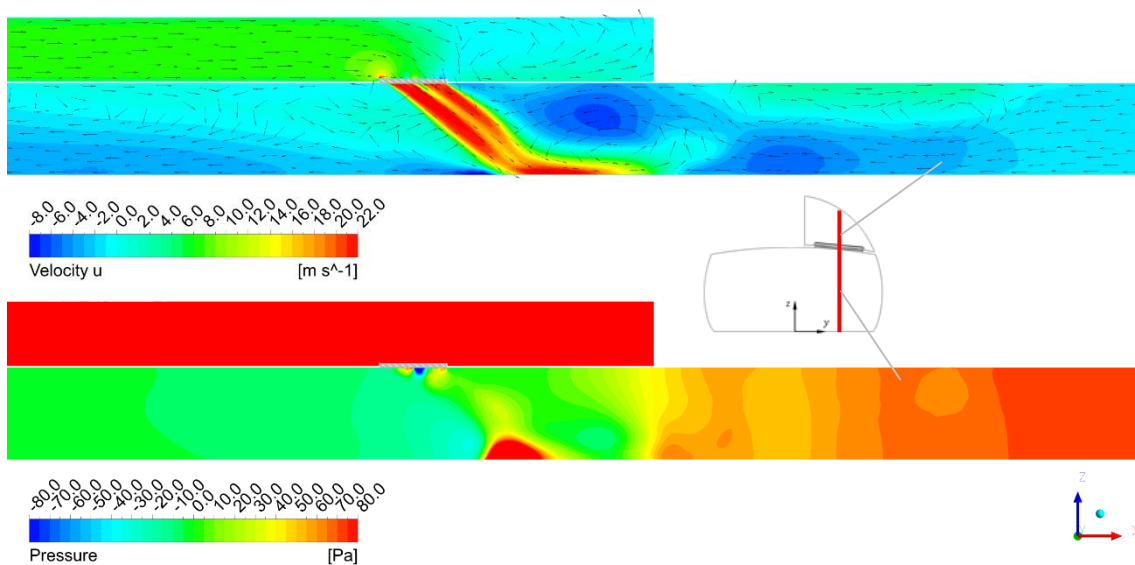 -8.0 -6.0 -4.0 -2.0 0.0 2.0 4.0 6.0 8.0 10.0 12.0 14.0 16.0 18.0 20.0 22.0
Velocity u [m s^-1]
z
y
-80.0 -70.0 -60.0 -50.0 -40.0 -30.0 -20.0 -10.0 0.0 10.0 20.0 30.0 40.0 50.0 60.0 70.0 80.0
Pressure [Pa]
Z
Y X